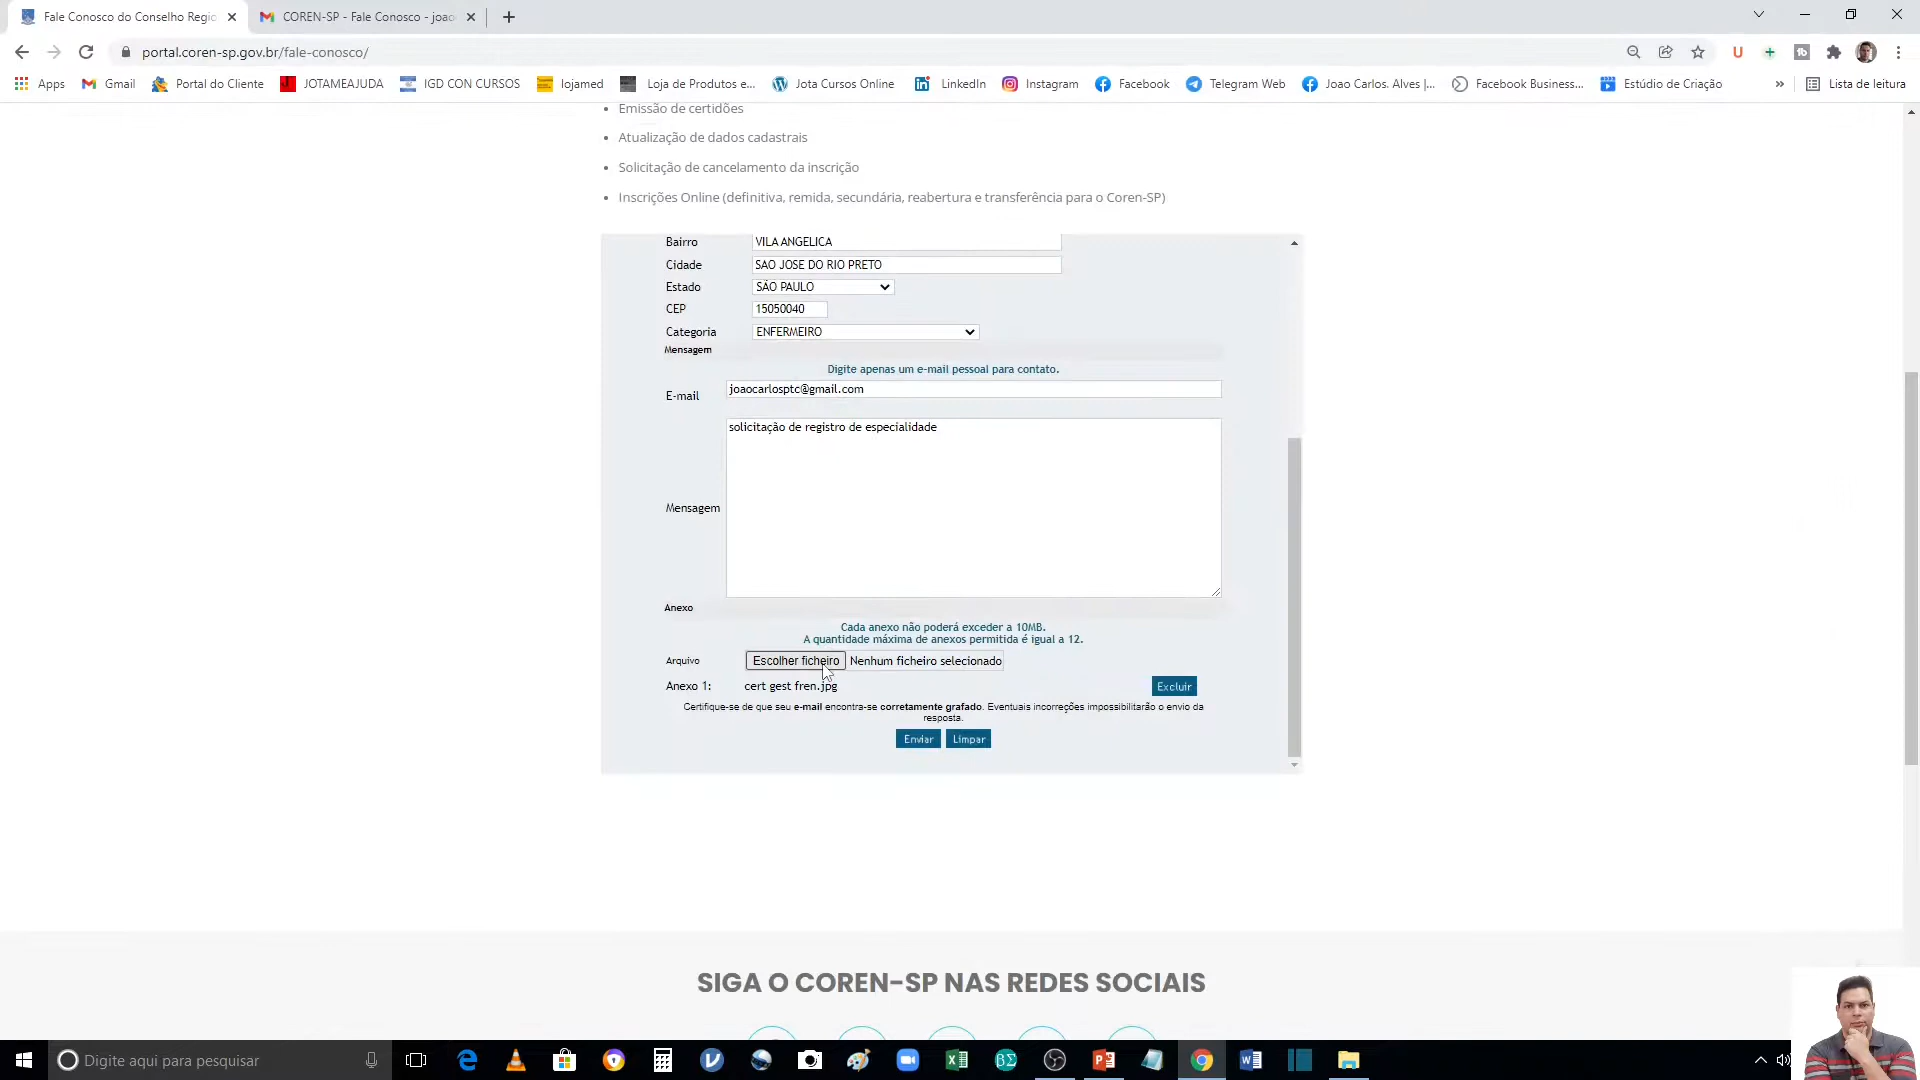 Fale Conosco do Conselho Regio
COREN-SP - Fale Conosco - joao
portal.coren-sp.gov.br/fale-conosco/
Apps
Gmail
Portal do Cliente
JOTAMEAJUDA
IGD CON CURSOS
lojamed
Loja de Produtos e...
Jota Cursos Online
LinkedIn
Instagram
Facebook
Telegram Web
Joao Carlos. Alves |...
Facebook Business...
Estúdio de Criação
»
Lista de leitura
• Emissão de certidões
• Atualização de dados cadastrais
• Solicitação de cancelamento da inscrição
• Inscrições Online (definitiva, remida, secundária, reabertura e transferência para o Coren-SP)
Bairro VILA ANGELICA
Cidade SAO JOSE DO RIO PRETO
Estado SÃO PAULO
CEP 15050040
Categoria ENFERMEIRO
Mensagem
Digite apenas um e-mail pessoal para contato.
E-mail joaocarlosptc@gmail.com
solicitação de registro de especialidade
Mensagem
Anexo
Cada anexo não poderá exceder a 10MB.
A quantidade máxima de anexos permitida é igual a 12.
Arquivo Escolher ficheiro Nenhum ficheiro selecionado
Anexo 1: cert gest fren.jpg Excluir
Certifique-se de que seu e-mail encontra-se corretamente grafado. Eventuais incorreções impossibilitarão o envio da
resposta.
Enviar Limpar
SIGA O COREN-SP NAS REDES SOCIAIS
Digite aqui para pesquisar